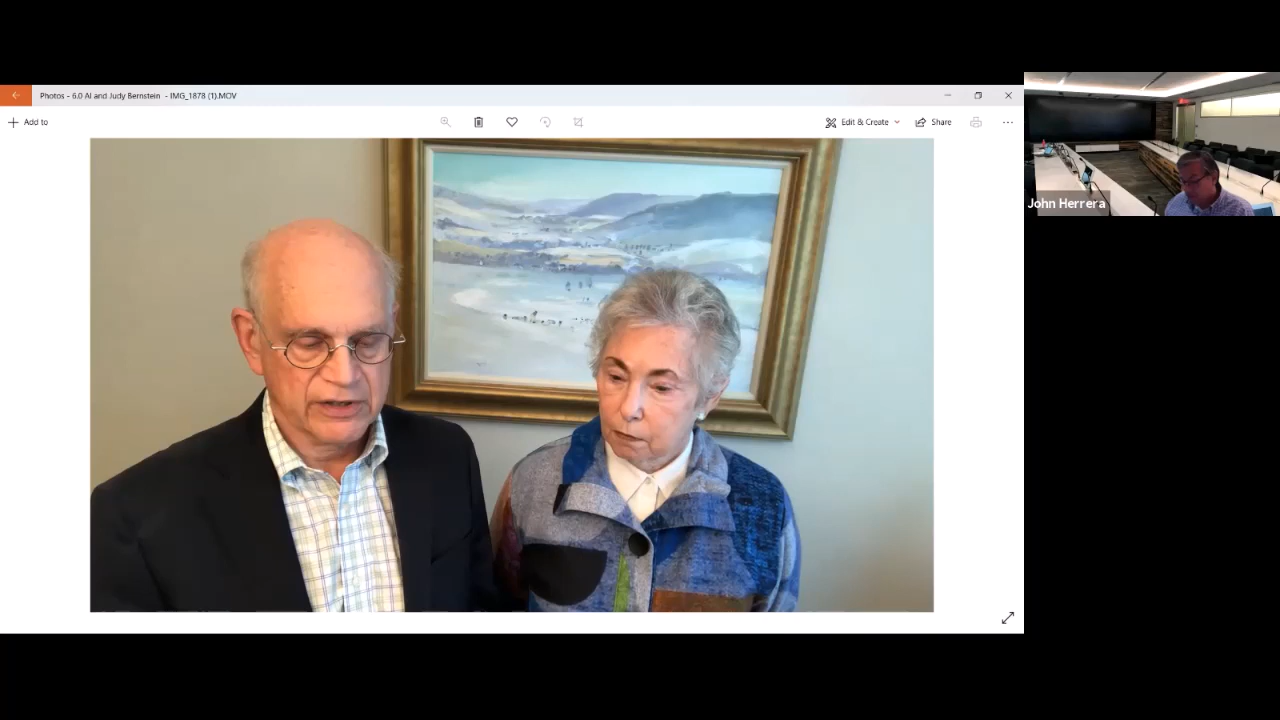 Photos - 6.0 Al and Judy Bernstein - IMG_1878 (1).MOV
Add to
Edit & Create
Share
John Herrera